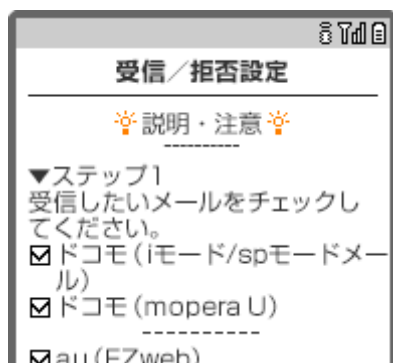 受信／拒否設定
説明・注意
----------
▼ステップ1
受信したいメールをチェックし
てください。
ドコモ(iモード/spモードメー
ル)
ドコモ(mopera U)
----------
au(EZweb)